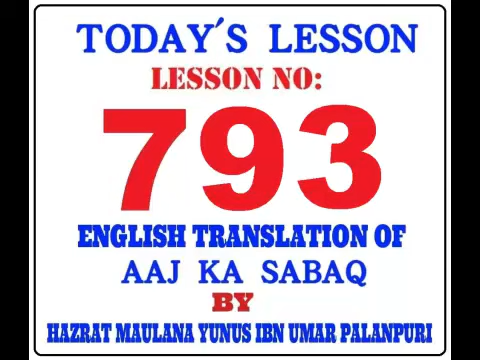 TODAY'S LESSON
LESSON NO:
793
ENGLISH TRANSLATION OF
AAJ KA SABAQ
BY
HAZRAT MAULANA YUNUS IBN UMAR PALANPURI